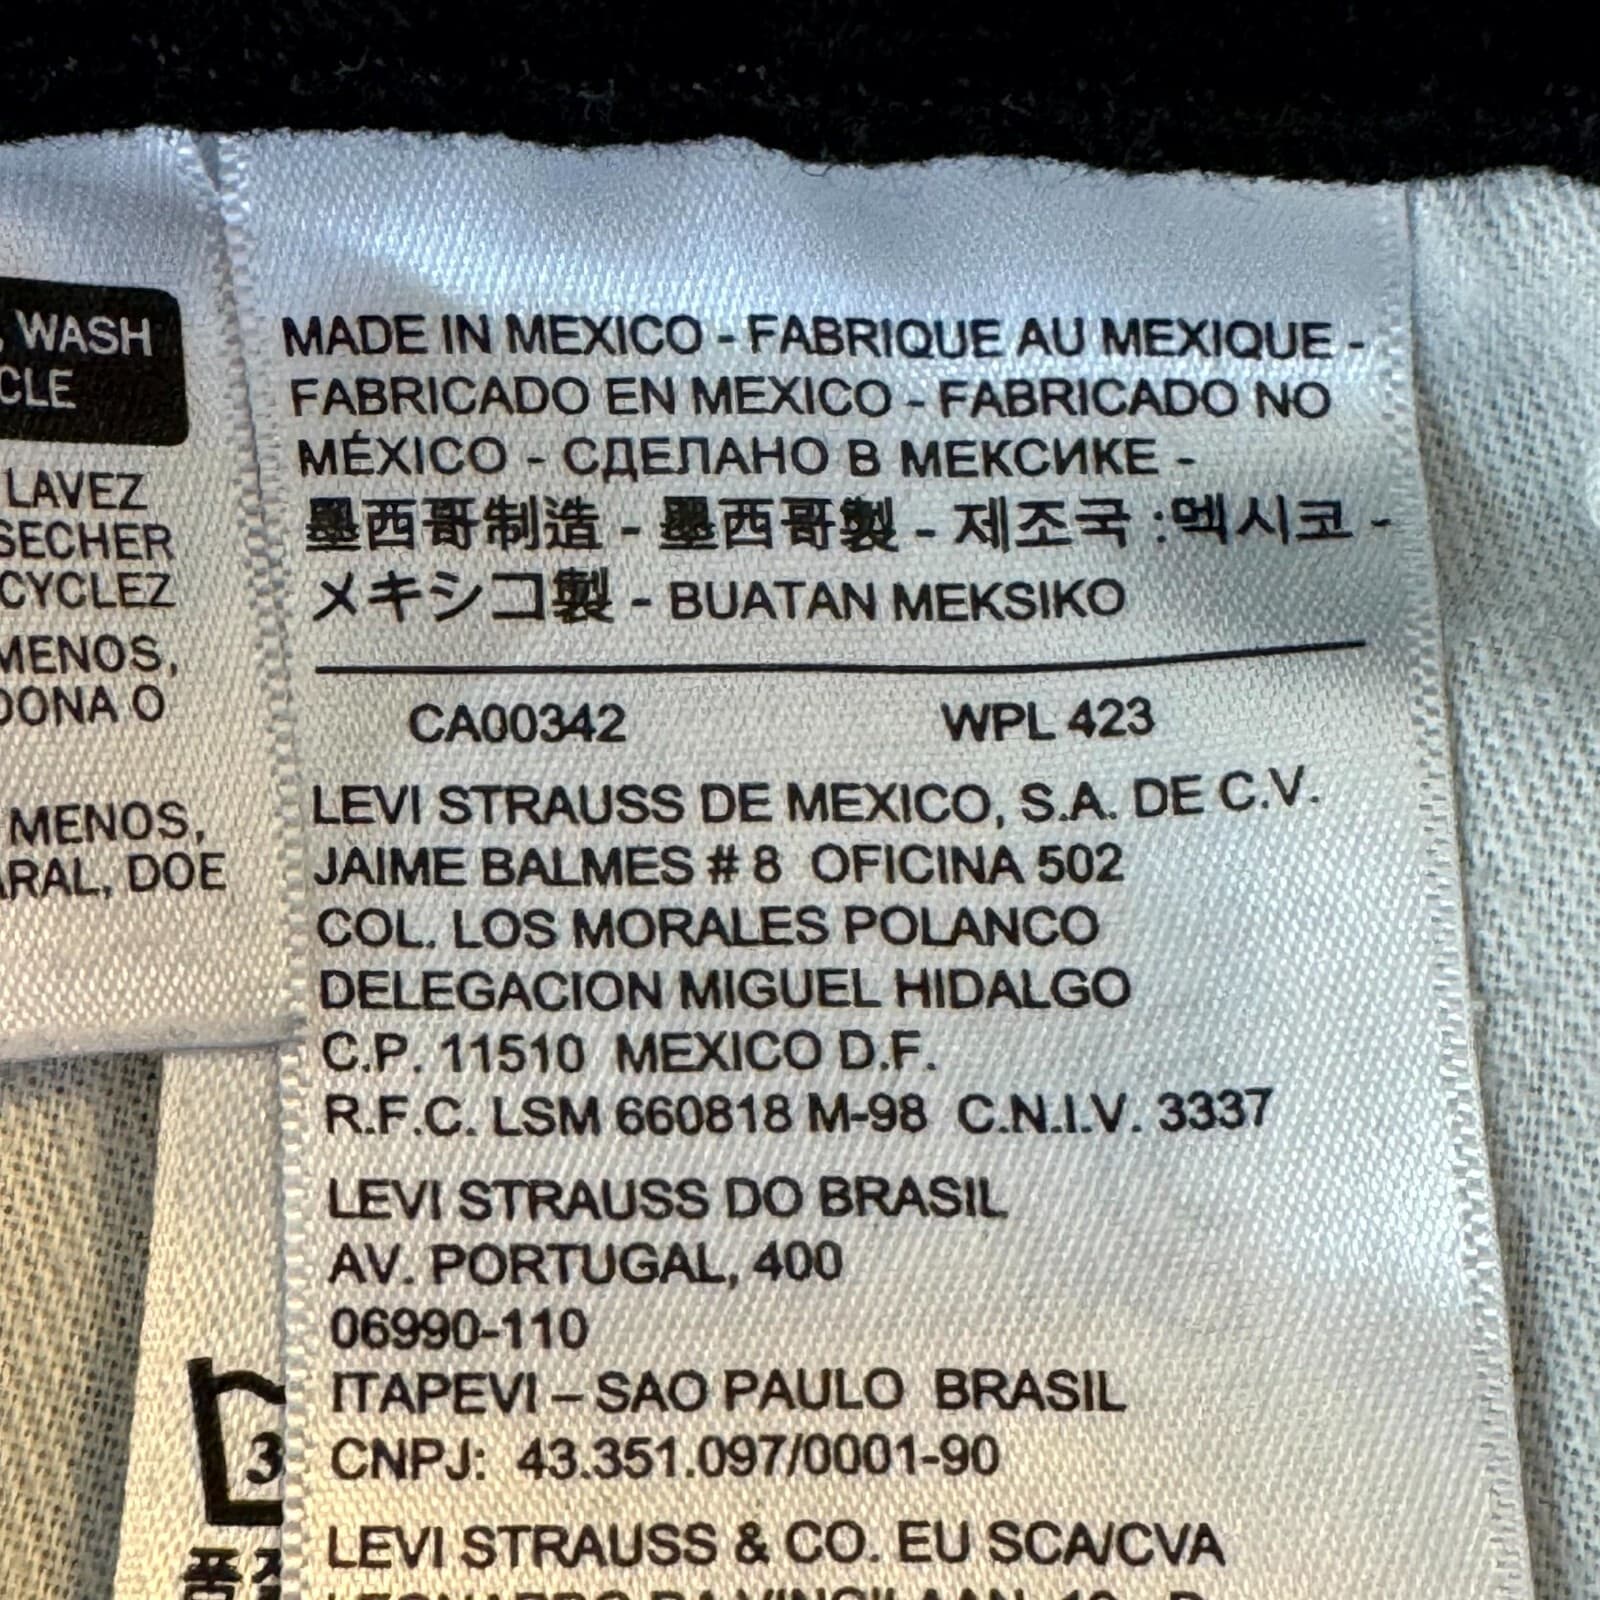 WASH
CLE
LAVEZ
SECHER
CYCLEZ
MENOS,
DONA O
MENOS,
ARAL, DOE
MADE IN MEXICO - FABRIQUE AU MEXIQUE -
FABRICADO EN MEXICO - FABRICADO NO
MÉXICO - СДЕЛАНО В МЕКСИКЕ -
墨西哥制造 - 墨西哥製 - 제조국 :멕시코 -
メキシコ製 - BUATAN MEKSIKO
CA00342 WPL 423
LEVI STRAUSS DE MEXICO, S.A. DE C.V.
JAIME BALMES # 8 OFICINA 502
COL. LOS MORALES POLANCO
DELEGACION MIGUEL HIDALGO
C.P. 11510 MEXICO D.F.
R.F.C. LSM 660818 M-98 C.N.I.V. 3337
LEVI STRAUSS DO BRASIL
AV. PORTUGAL, 400
06990-110
ITAPEVI – SAO PAULO BRASIL
CNPJ: 43.351.097/0001-90
LEVI STRAUSS & CO. EU SCA/CVA
3
품